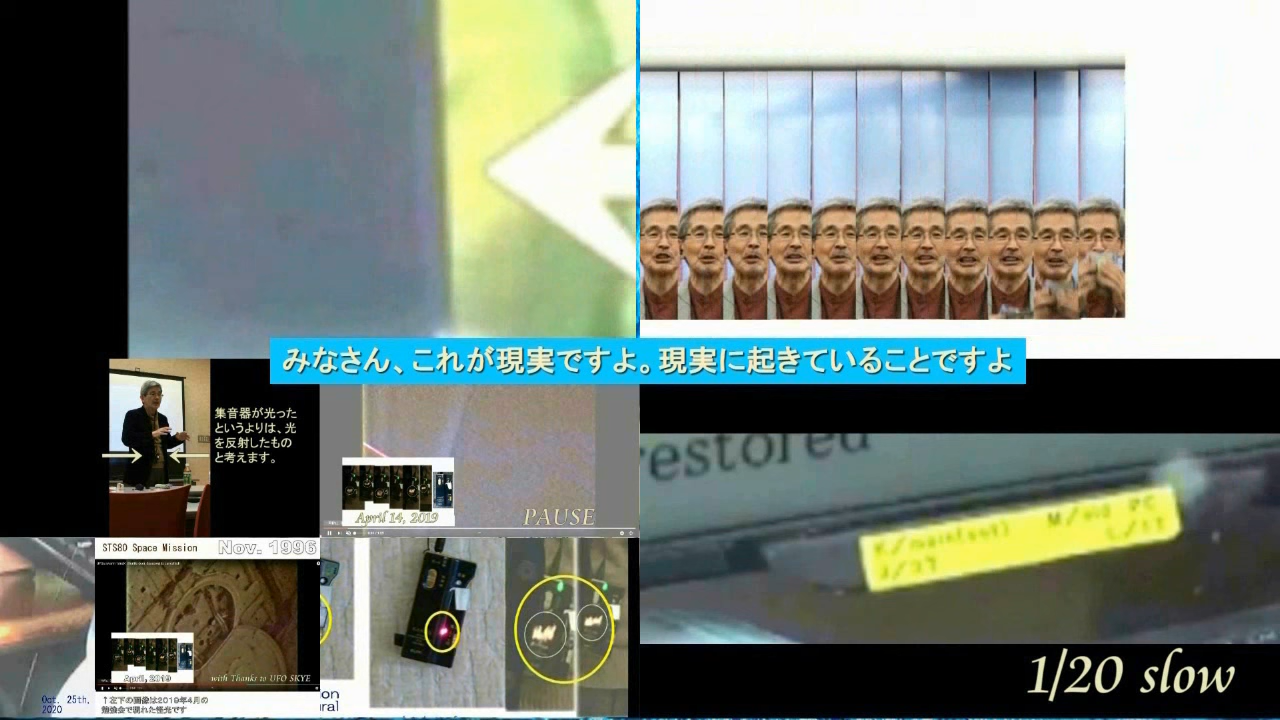 みなさん、これが現実ですよ。現実に起きていることですよ
集音器が光った
というよりは、光
を反射したもの
と考えます。
April 14, 2019
PAUSE
restored
STS80 Space Mission
Nov. 1996
April, 2019
with Thanks to UFO SKYE
Oct. 25th,
2020
↑左下の画像は2019年4月の
勉強会で現れた怪光です
1/20 slow